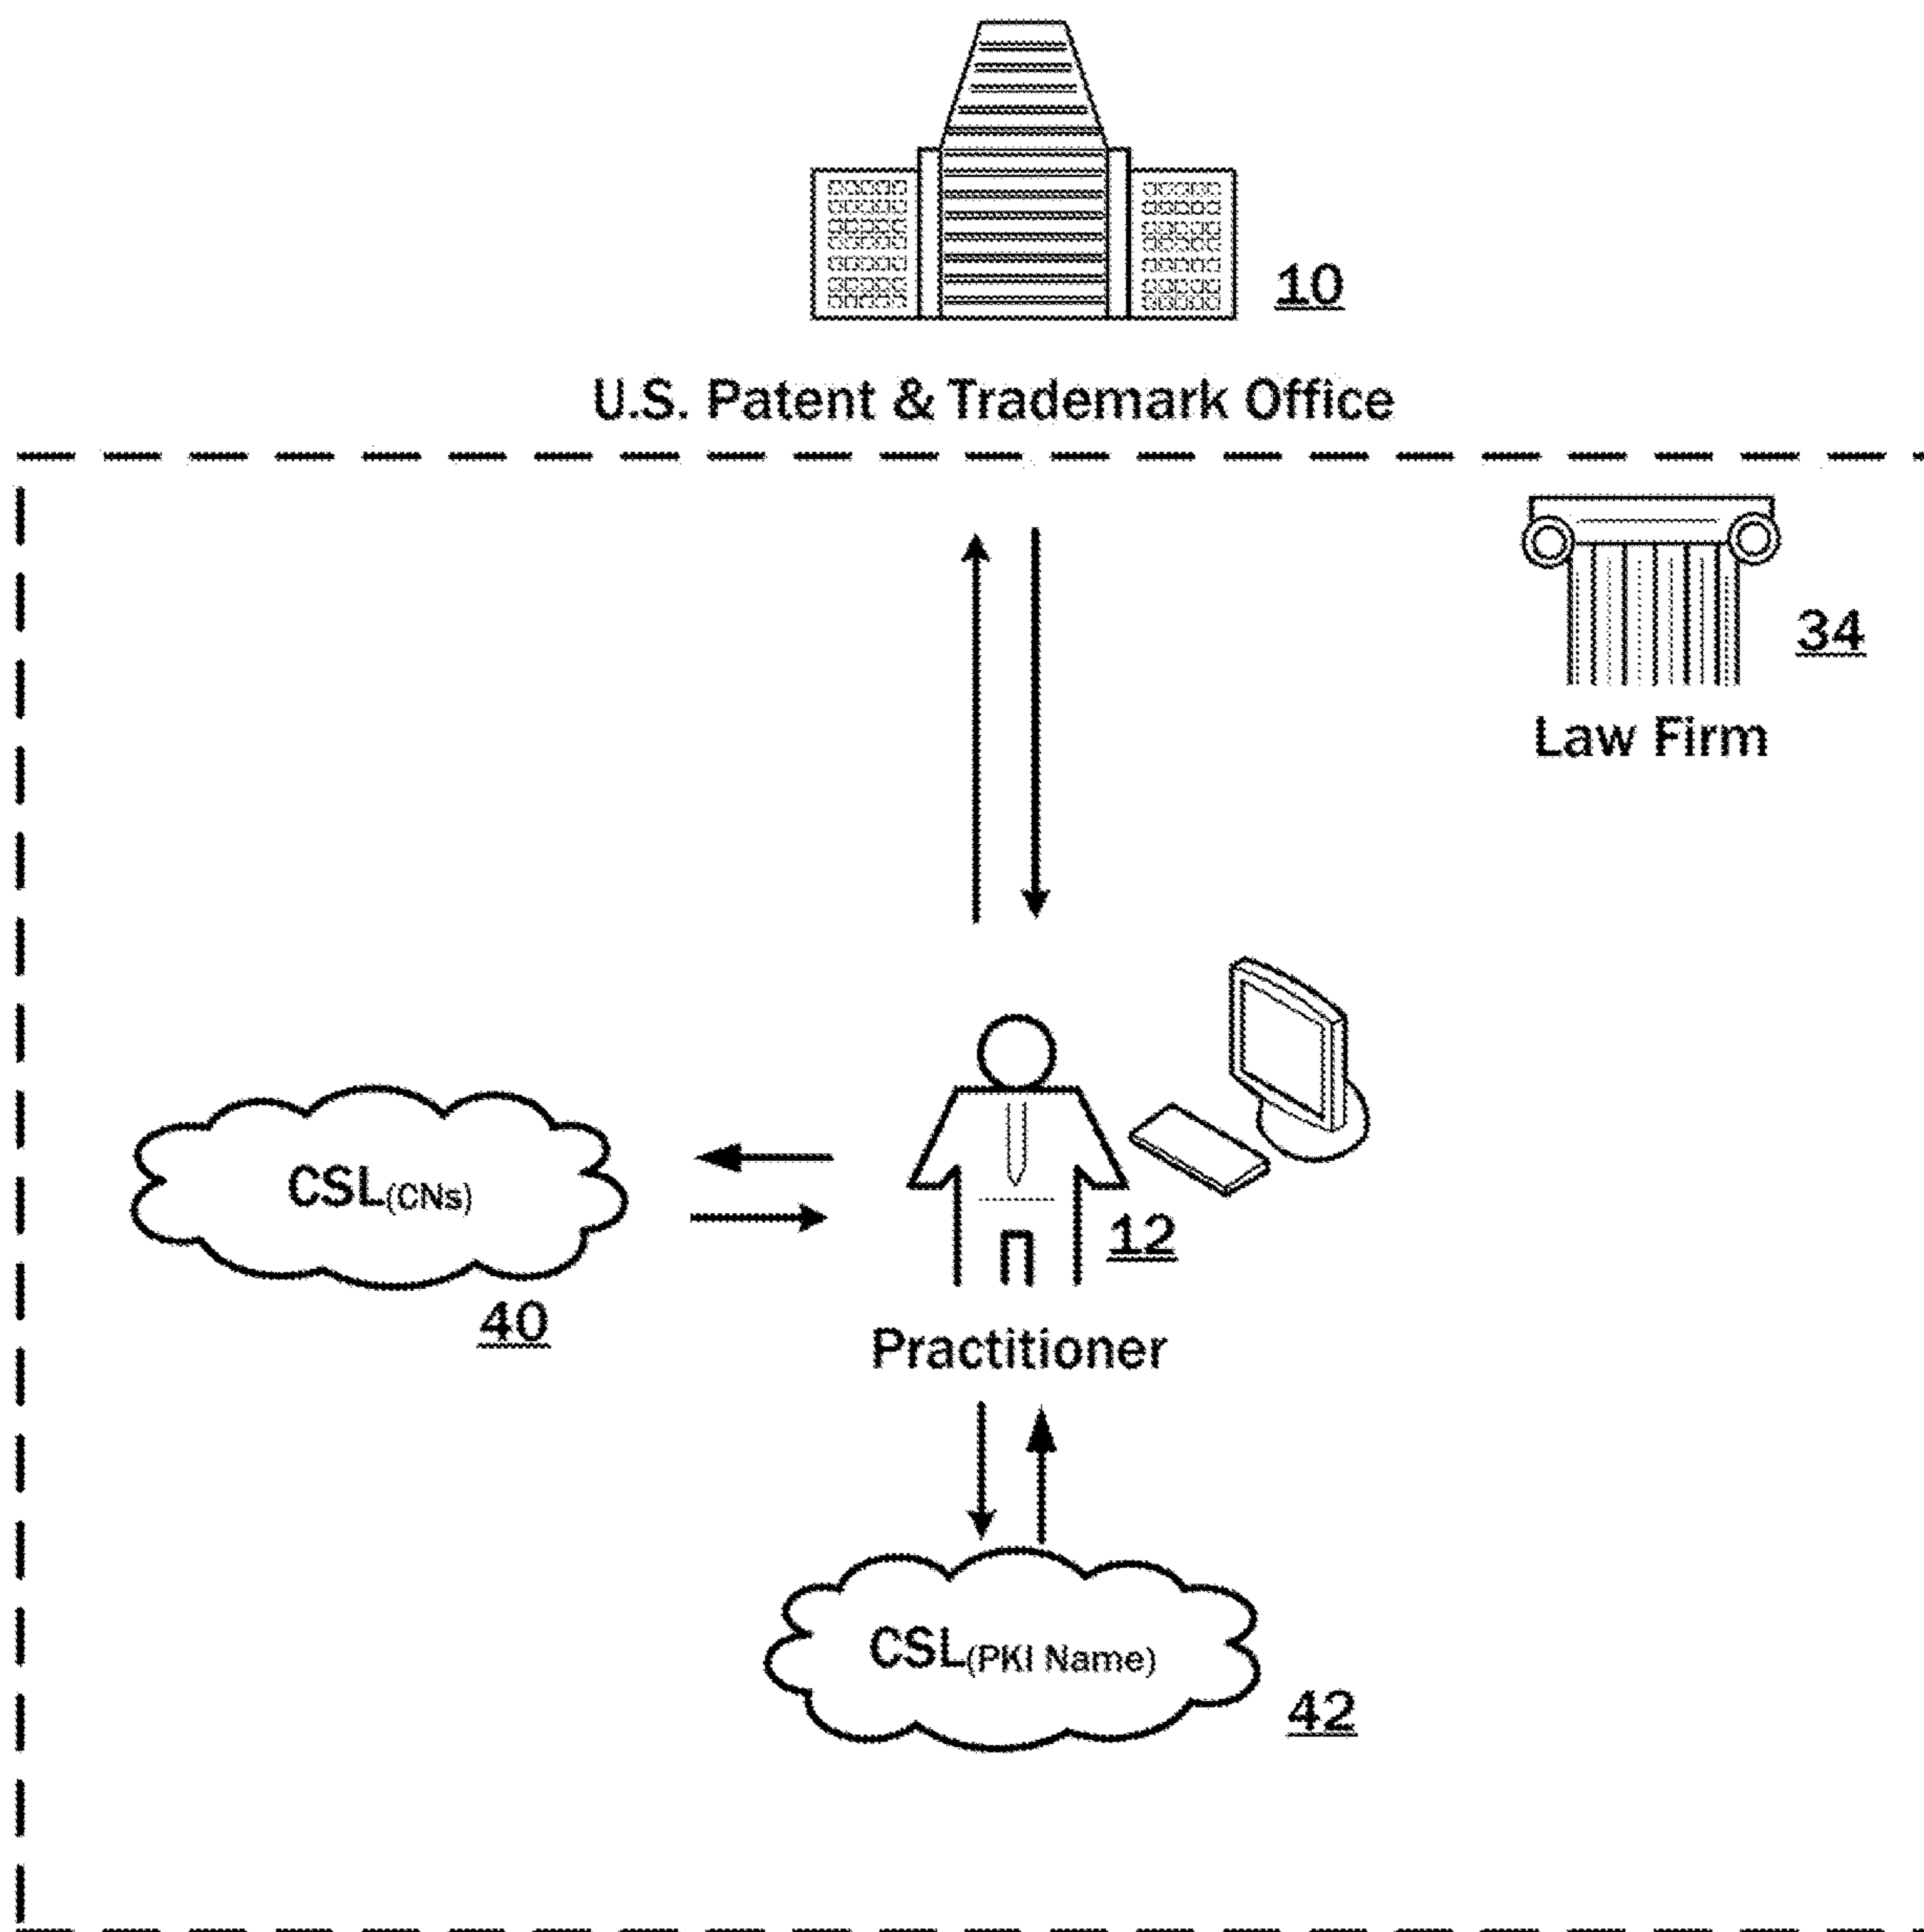 10
U.S. Patent & Trademark Office
34
Law Firm
CSL(CNs)
12
40
Practitioner
CSL(PKI Name)
42